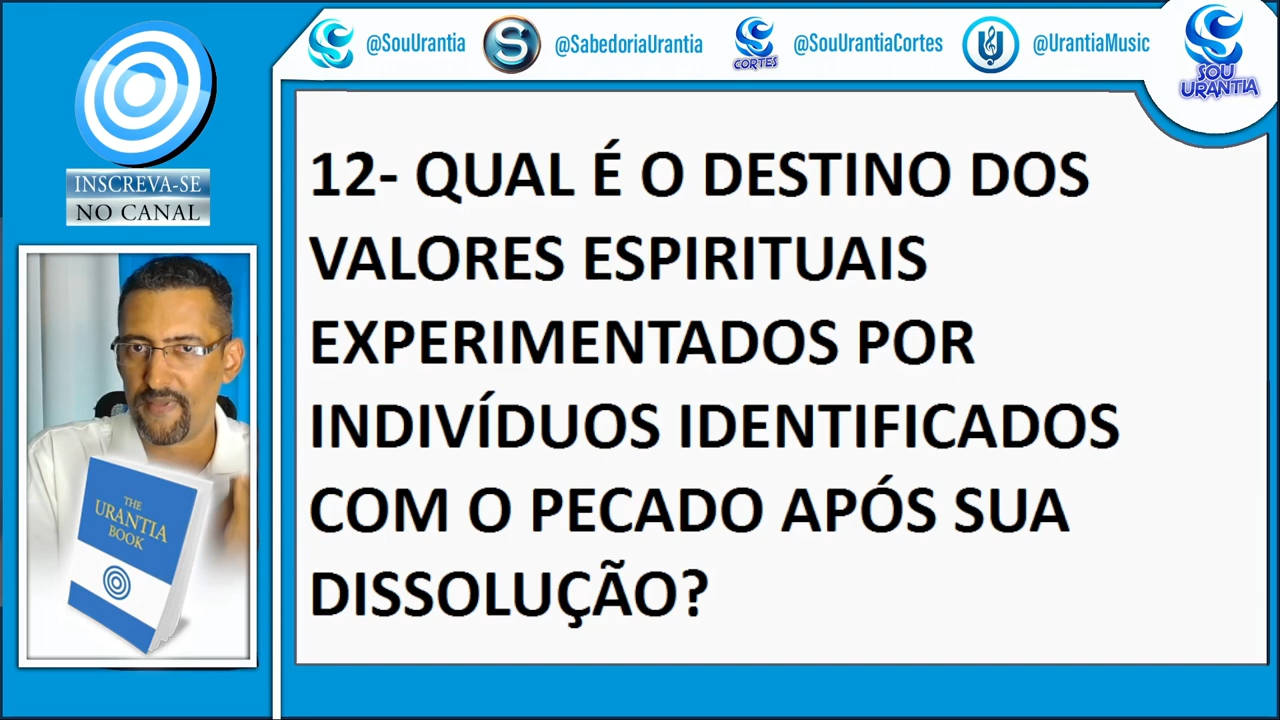 @SouUrantia
@SabedoriaUrantia
CORTES
@SouUrantiaCortes
@UrantiaMusic
SOU
URANTIA
INSCREVA-SE
NO CANAL
12- QUAL É O DESTINO DOS
VALORES ESPIRITUAIS
EXPERIMENTADOS POR
INDIVÍDUOS IDENTIFICADOS
COM O PECADO APÓS SUA
DISSOLUÇÃO?
THE
URANTIA
BOOK